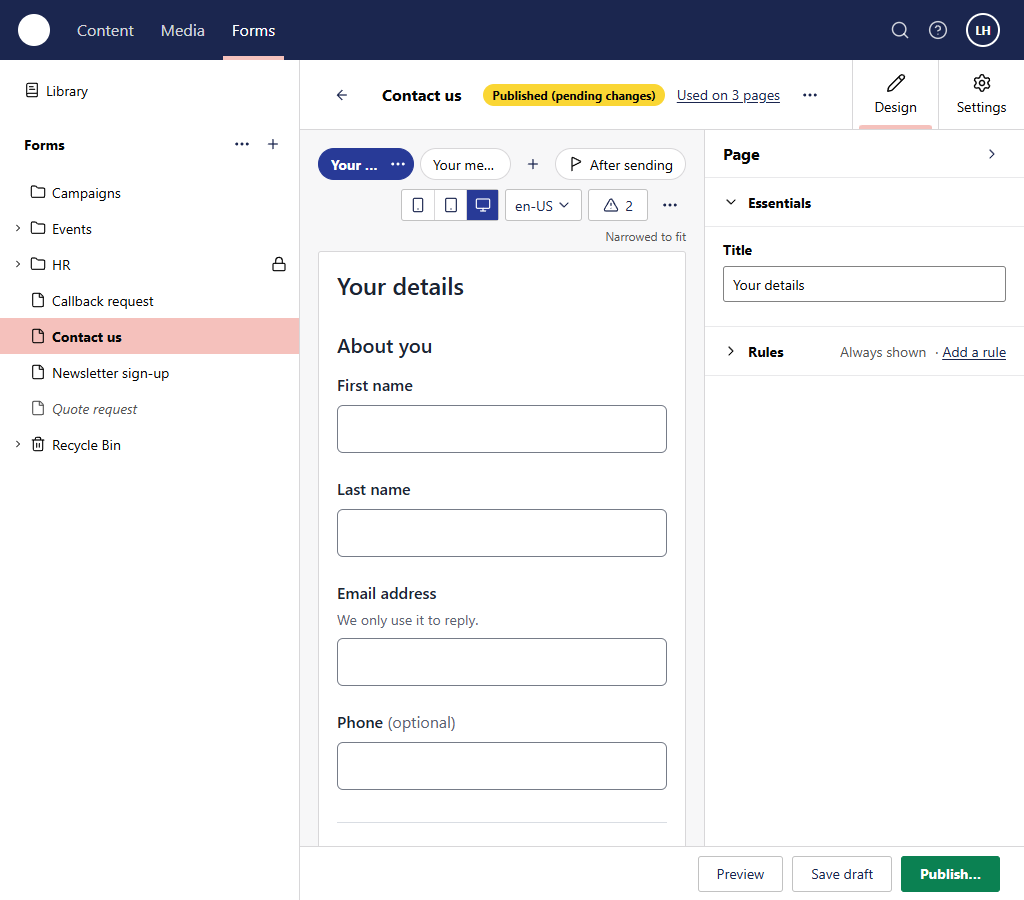 Content Media Forms
LH
Library
Forms
Campaigns
Events
HR
Callback request
Contact us
Newsletter sign-up
Quote request
Recycle Bin
Contact us Published (pending changes) Used on 3 pages
Design Settings
Your ... Your me... After sending
en-US 2
Narrowed to fit
Your details
About you
First name
Last name
Email address
We only use it to reply.
Phone (optional)
Page
Essentials
Title
Your details
Rules Always shown · Add a rule
Preview Save draft Publish...